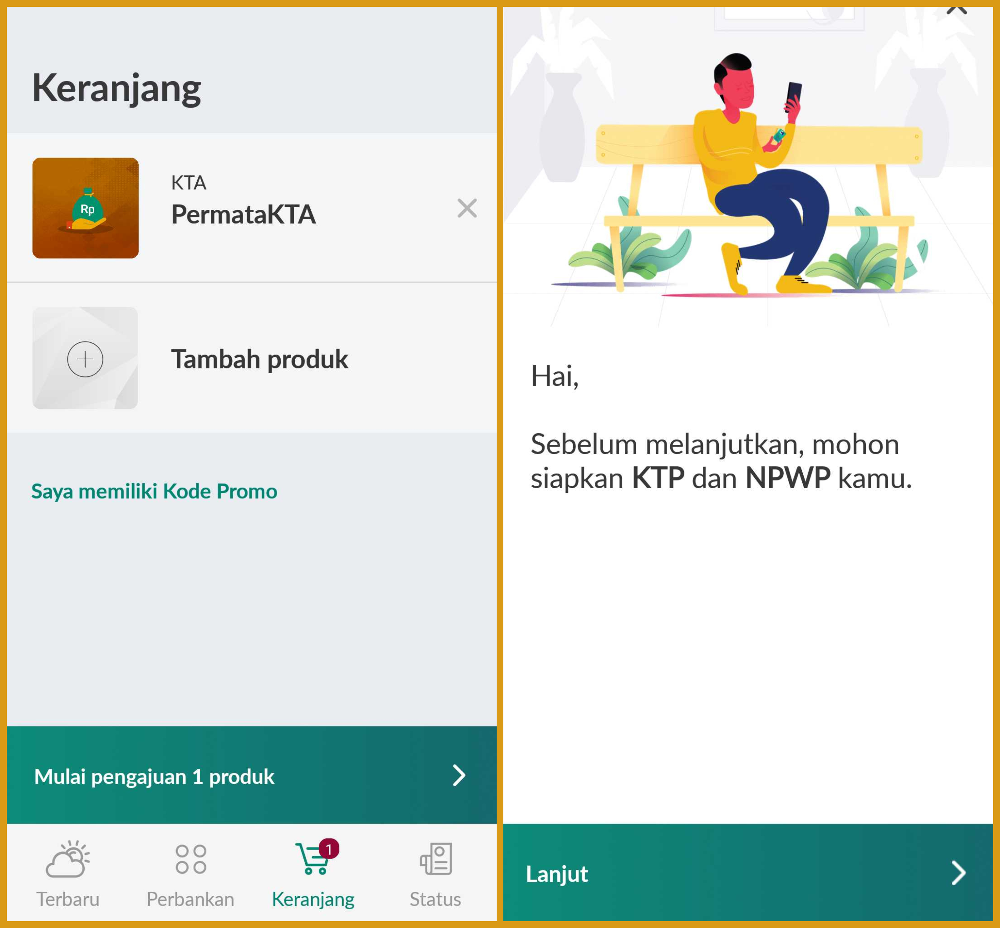 Keranjang
Rp
KTA
PermataKTA
Tambah produk
Saya memiliki Kode Promo
Mulai pengajuan 1 produk
1
Terbaru
Perbankan
Keranjang
Status
Hai,
Sebelum melanjutkan, mohon
siapkan KTP dan NPWP kamu.
Lanjut